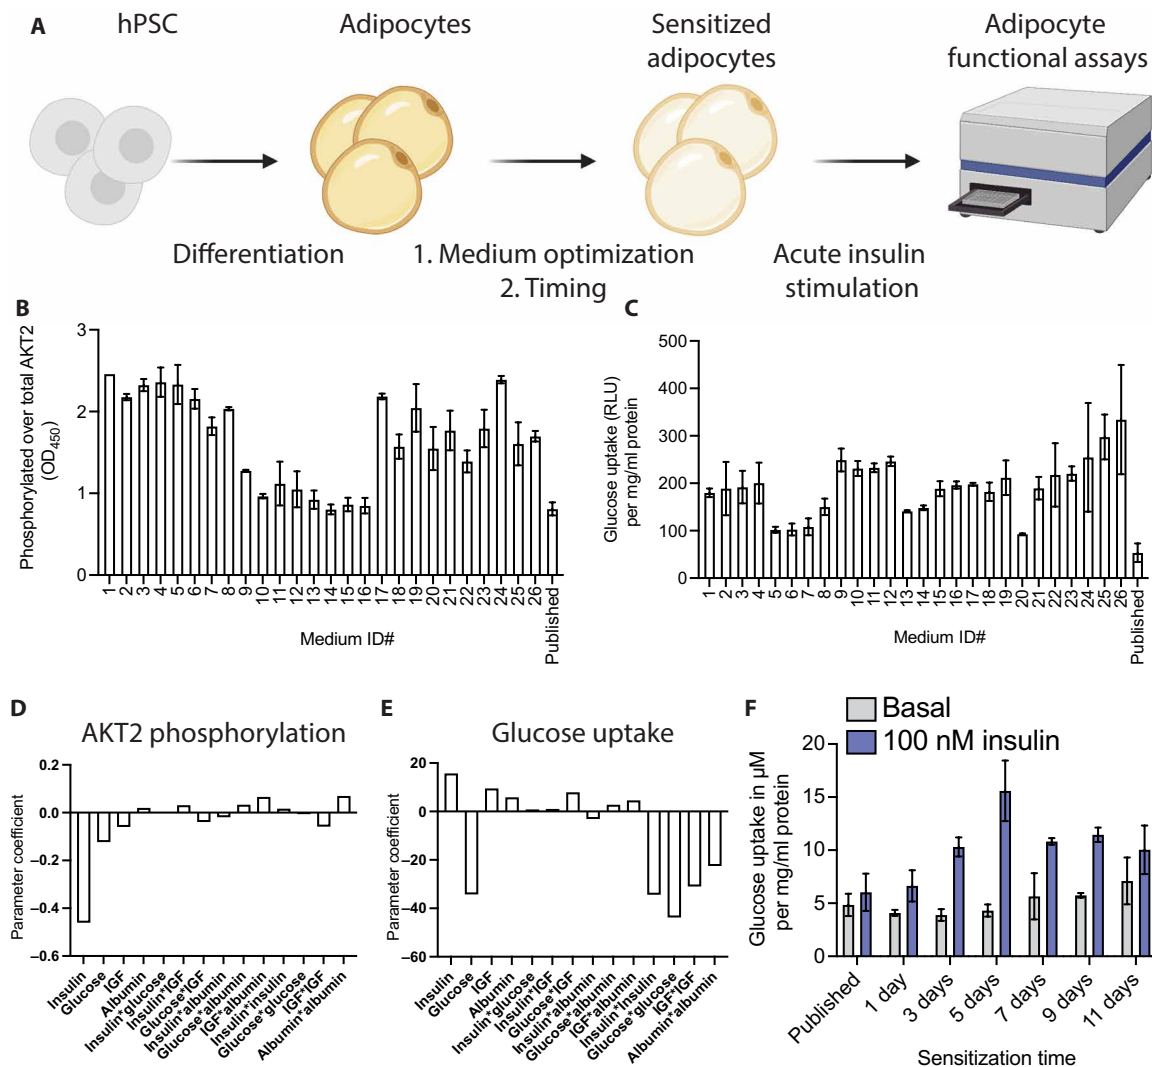 A
hPSC
Adipocytes
Sensitized
adipocytes
Adipocyte
functional assays
Differentiation
1. Medium optimization
2. Timing
Acute insulin
stimulation
B
Phosphorylated over total AKT2
(OD450)
3
2
1
0
1
2
3
4
5
6
7
8
9
10
11
12
13
14
15
16
17
18
19
20
21
22
23
24
25
26
Published
Medium ID#
C
Glucose uptake (RLU)
per mg/ml protein
500
400
300
200
100
0
1
2
3
4
5
6
7
8
9
10
11
12
13
14
15
16
17
18
19
20
21
22
23
24
25
26
Published
Medium ID#
D
AKT2 phosphorylation
Parameter coefficient
0.2
0.0
–0.2
–0.4
–0.6
Insulin
Glucose
IGF
Albumin
Insulin*glucose
Insulin*IGF
Glucose*IGF
Insulin*albumin
Glucose*albumin
IGF*albumin
Insulin*insulin
Glucose*glucose
IGF*IGF
Albumin*albumin
E
Glucose uptake
Parameter coefficient
20
0
–20
–40
–60
Insulin
Glucose
IGF
Albumin
Insulin*glucose
Insulin*IGF
Glucose*IGF
Insulin*albumin
Glucose*albumin
IGF*albumin
Insulin*insulin
Glucose*glucose
IGF*IGF
Albumin*albumin
F
Basal
100 nM insulin
Glucose uptake in µM
per mg/ml protein
20
15
10
5
0
Published
1 day
3 days
5 days
7 days
9 days
11 days
Sensitization time